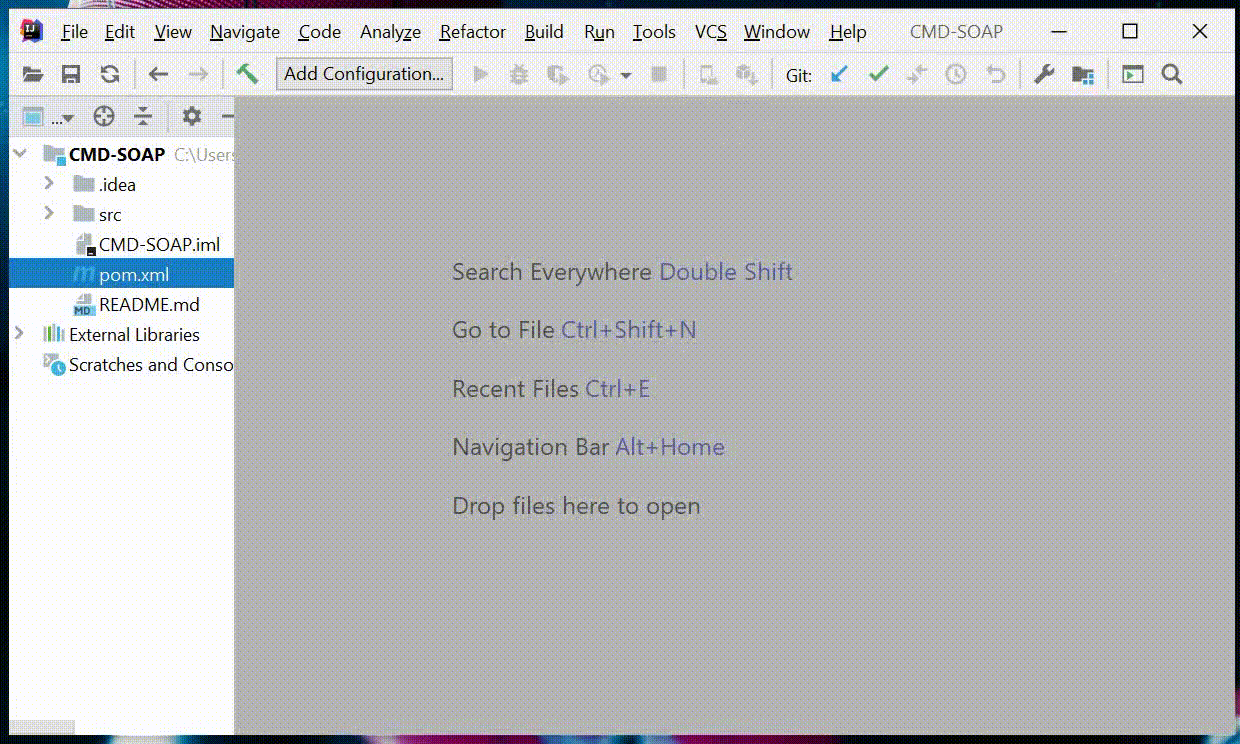 File Edit View Navigate Code Analyze Refactor Build Run Tools VCS Window Help CMD-SOAP
Add Configuration... Git:
...
CMD-SOAP C:\Users
.idea
src
CMD-SOAP.iml
pom.xml
README.md
External Libraries
Scratches and Conso
Search Everywhere Double Shift
Go to File Ctrl+Shift+N
Recent Files Ctrl+E
Navigation Bar Alt+Home
Drop files here to open